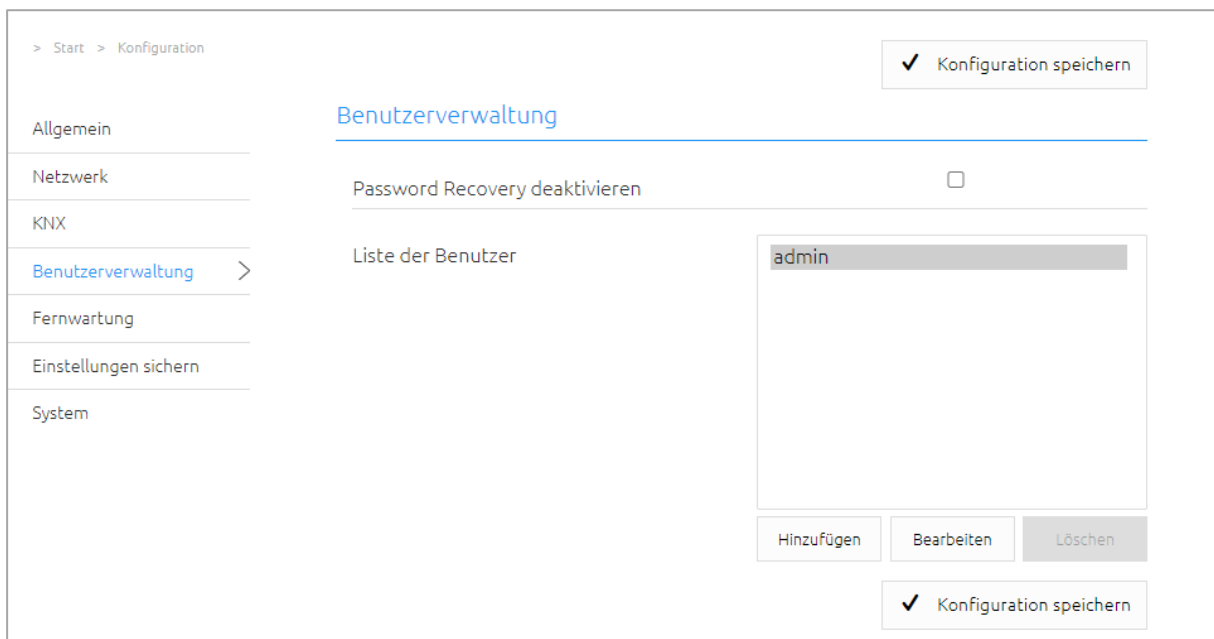 > Start > Konfiguration
Konfiguration speichern
Allgemein
Netzwerk
KNX
Benutzerverwaltung
Fernwartung
Einstellungen sichern
System
Benutzerverwaltung
Password Recovery deaktivieren
Liste der Benutzer
admin
Hinzufügen Bearbeiten Löschen
Konfiguration speichern